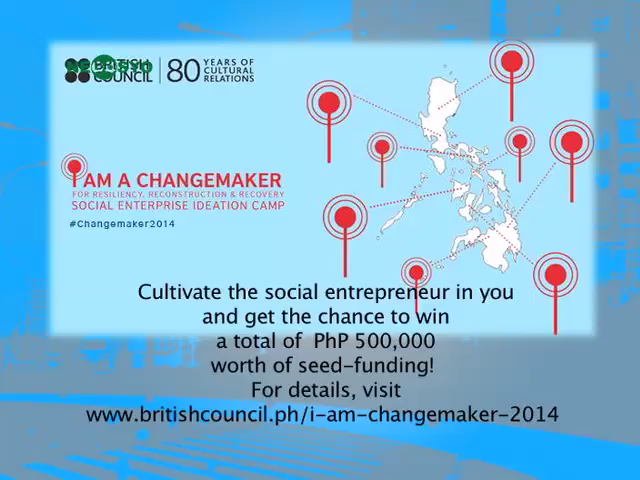 BRITISH
COUNCIL
80
YEARS OF
CULTURAL
RELATIONS
I AM A CHANGEMAKER
FOR RESILIENCY, RECONSTRUCTION & RECOVERY
SOCIAL ENTERPRISE IDEATION CAMP
#Changemaker2014
Cultivate the social entrepreneur in you
and get the chance to win
a total of PhP 500,000
worth of seed-funding!
For details, visit
www.britishcouncil.ph/i-am-changemaker-2014